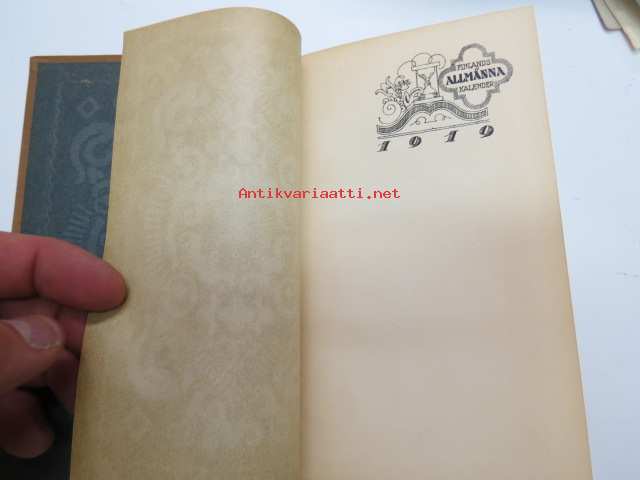 FINLANDS
ALLMÄNNA
KALENDER
1919
Antikvariaatti.net